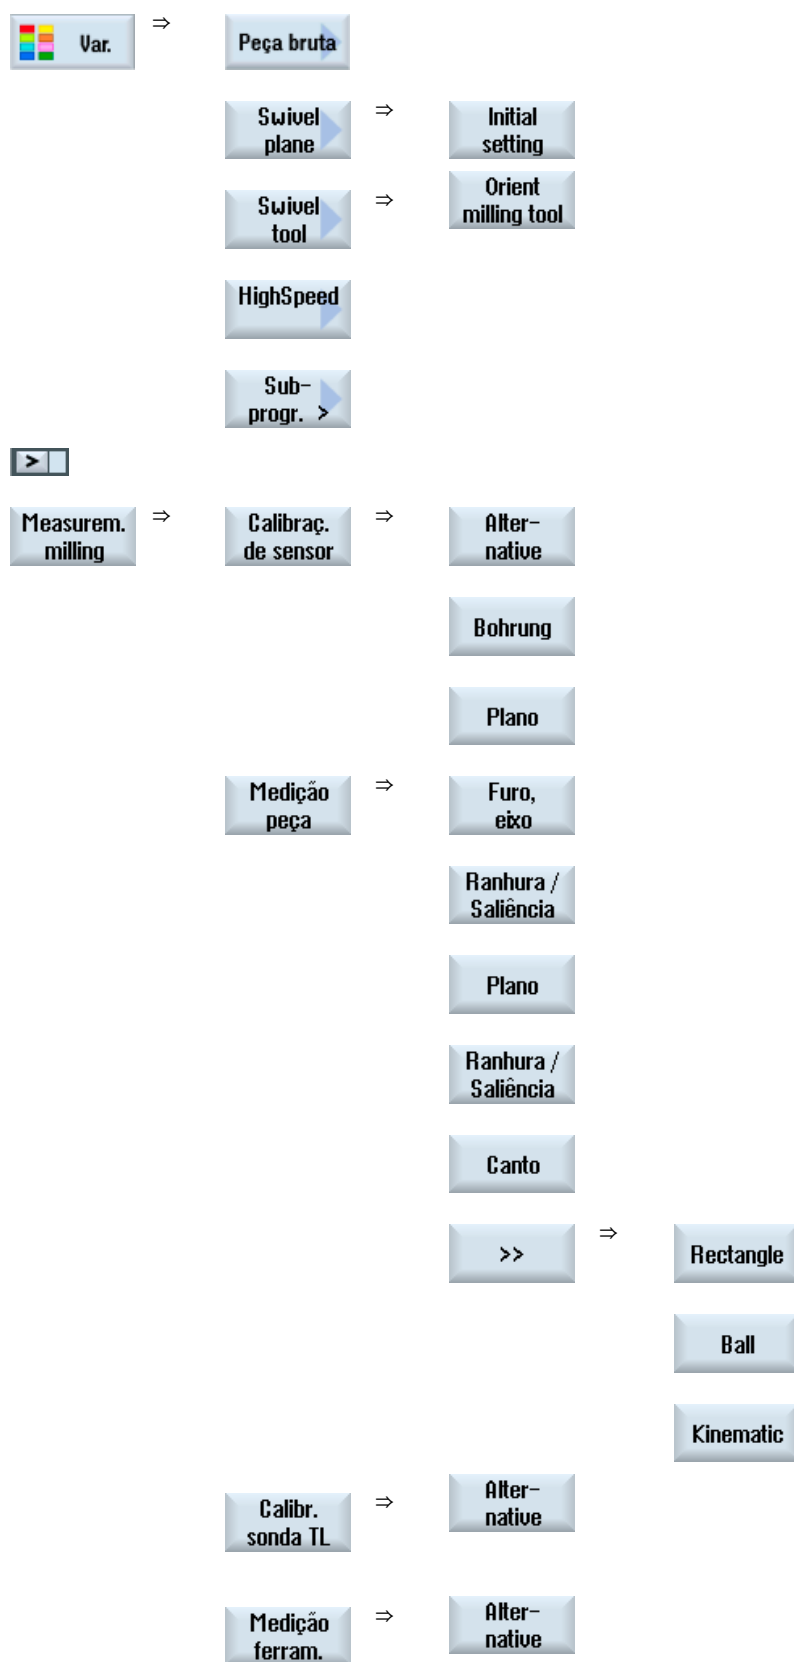 Var.
⇒
Peça bruta
Swivel
plane
⇒
Initial
setting
Swivel
tool
⇒
Orient
milling tool
HighSpeed
Sub-
progr. >
>
Measurem.
milling
⇒
Calibraç.
de sensor
⇒
Alter-
native
Bohrung
Plano
Medição
peça
⇒
Furo,
eixo
Ranhura /
Saliência
Plano
Ranhura /
Saliência
Canto
>>
⇒
Rectangle
Ball
Kinematic
Calibr.
sonda TL
⇒
Alter-
native
Medição
ferram.
⇒
Alter-
native